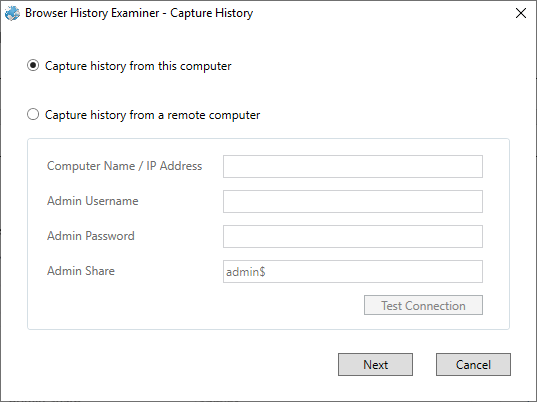 Browser History Examiner - Capture History
Capture history from this computer
Capture history from a remote computer
Computer Name / IP Address
Admin Username
Admin Password
Admin Share
admin$
Test Connection
Next
Cancel